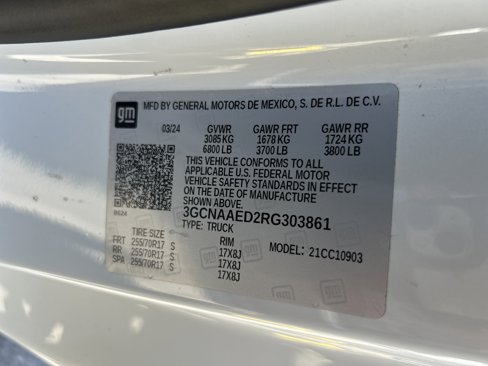 gm
MFD BY GENERAL MOTORS DE MEXICO, S. DE R.L. DE C.V.
03/24 GVWR GAWR FRT GAWR RR
3085 KG 1678 KG 1724 KG
6800 LB 3700 LB 3800 LB
THIS VEHICLE CONFORMS TO ALL
APPLICABLE U.S. FEDERAL MOTOR
VEHICLE SAFETY STANDARDS IN EFFECT
ON THE DATE OF MANUFACTURE
SHOWN ABOVE.
0624
3GCNAAED2RG303861
TYPE: TRUCK
TIRE SIZE RIM MODEL: 21CC10903
FRT 255/70R17 S 17X8J
RR 255/70R17 S 17X8J
SPA 255/70R17 S 17X8J